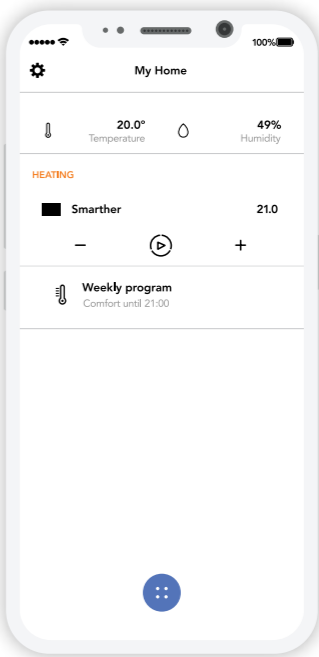 100%
My Home
20.0° 49%
Temperature Humidity
HEATING
Smarther 21.0
Weekly program
Comfort until 21:00